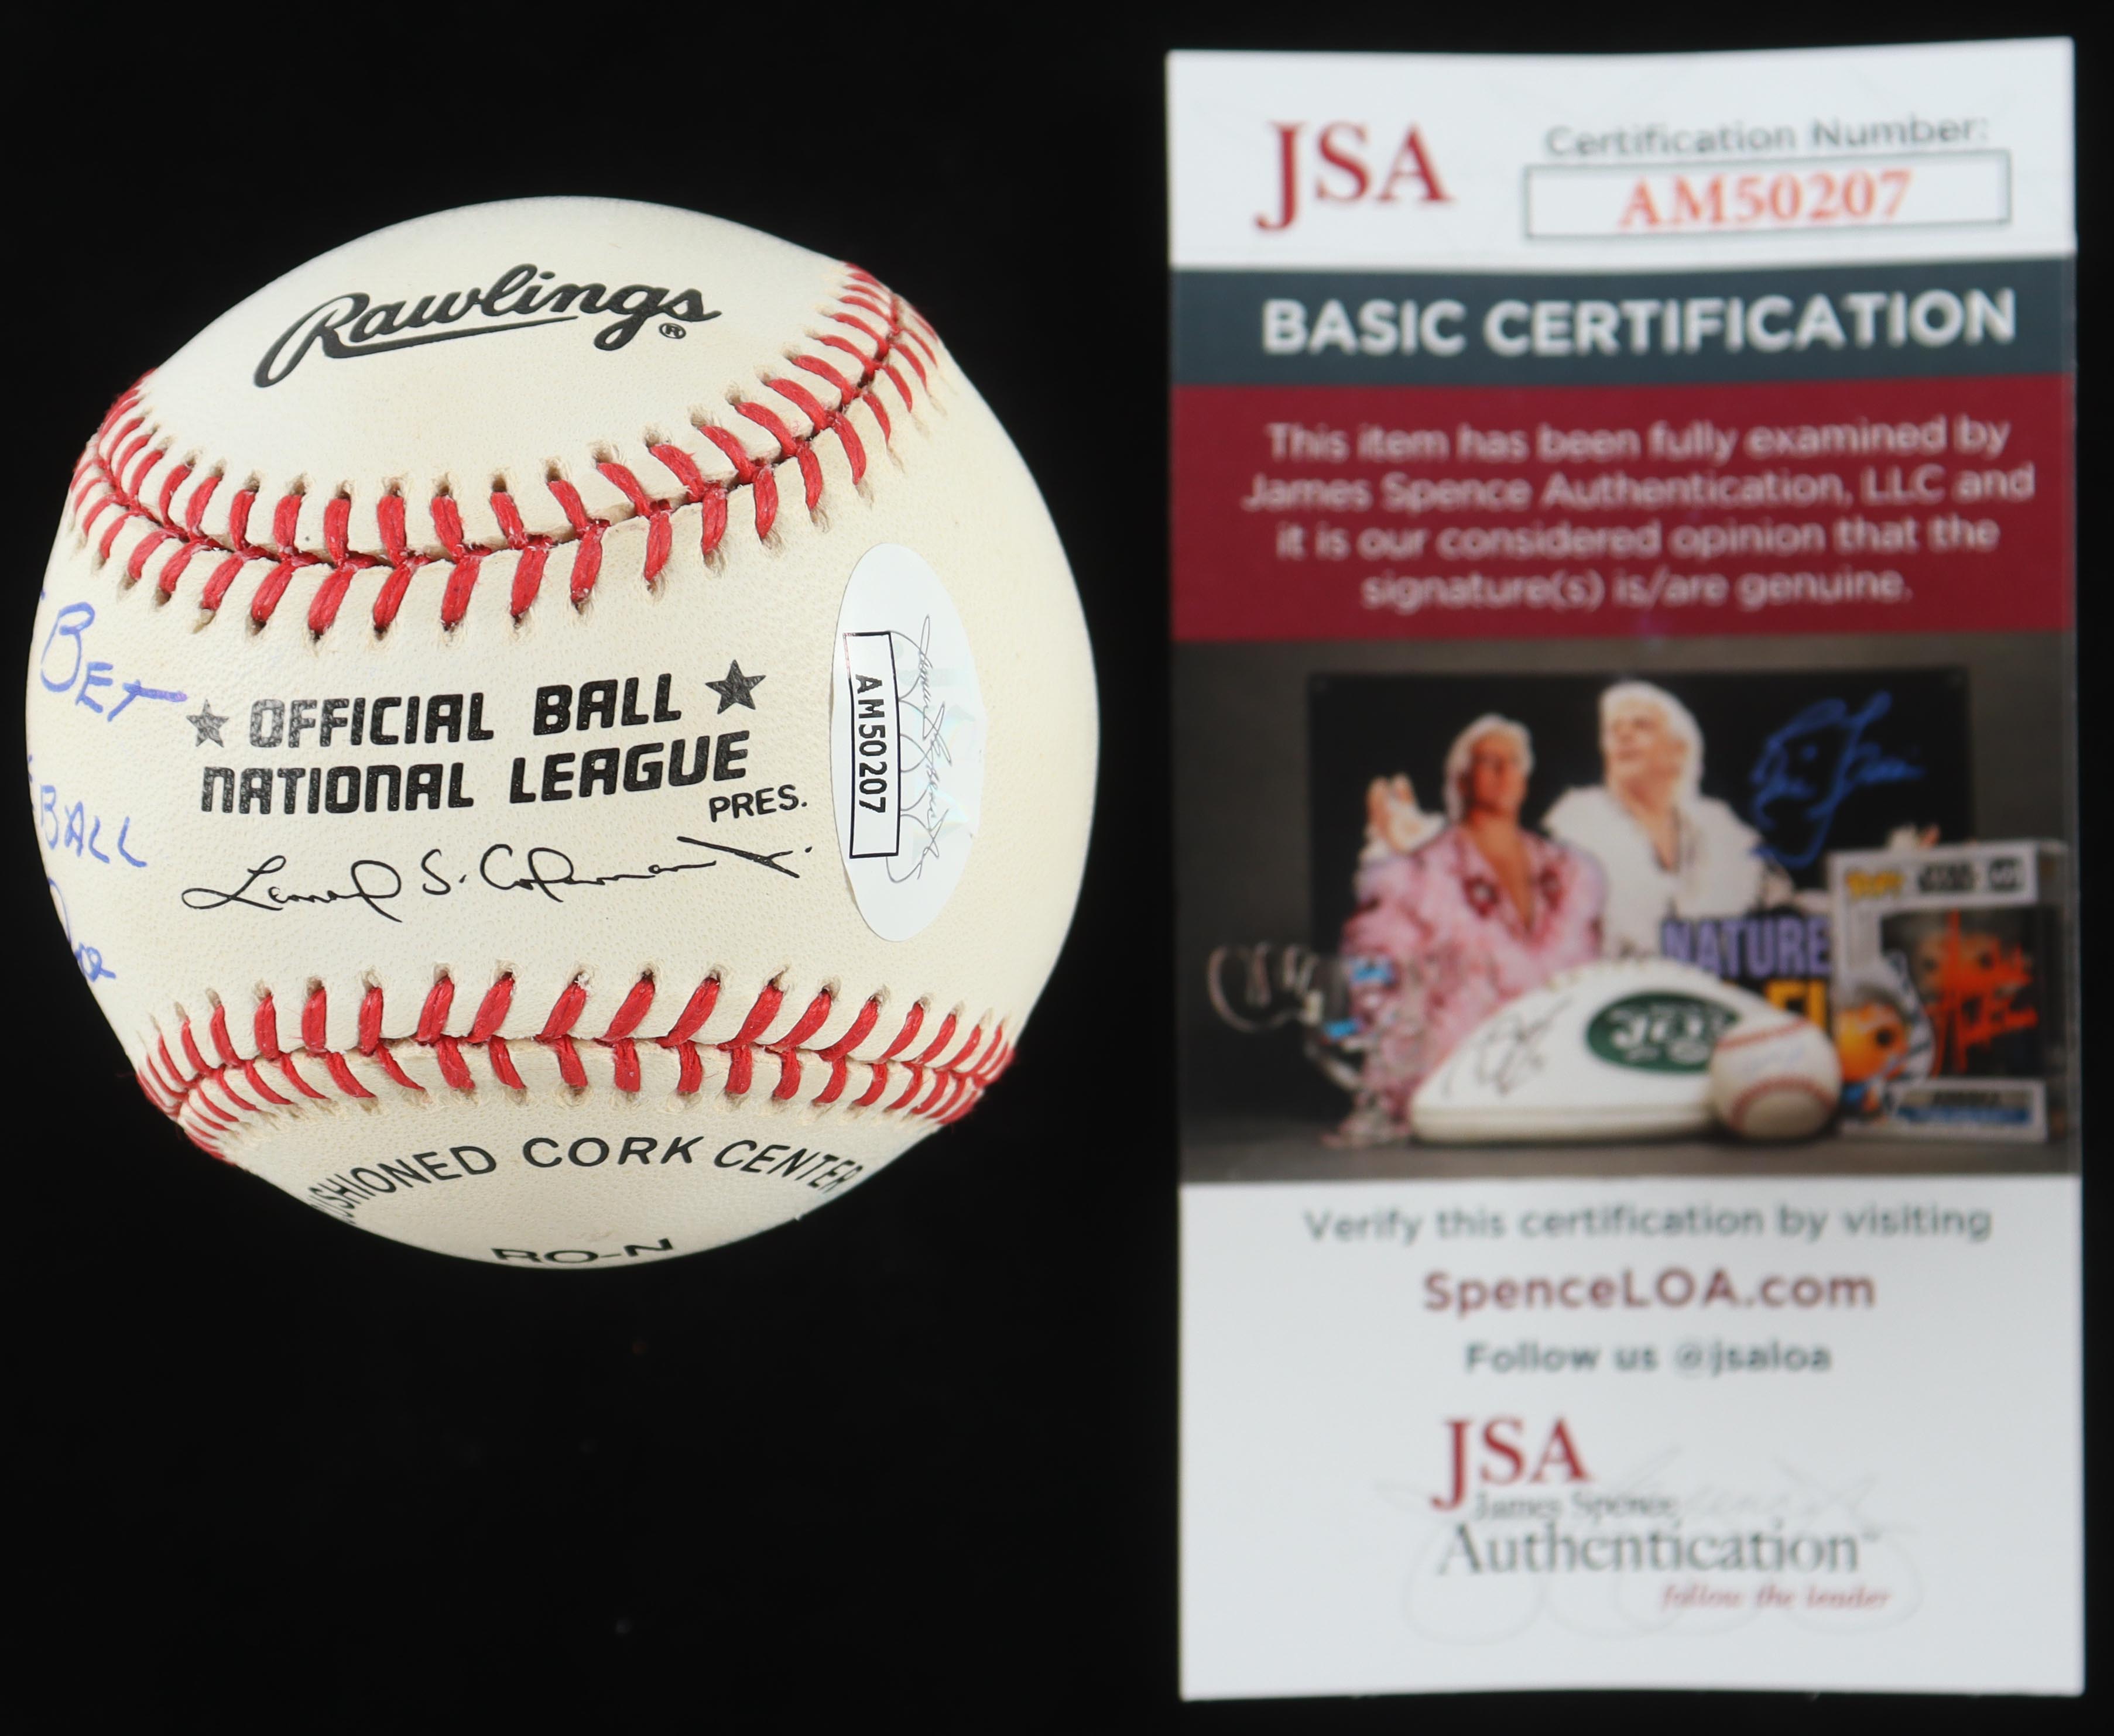 Rawlings®
BET
★ OFFICIAL BALL ★
NATIONAL LEAGUE
PRES.
BALL
Leonard S. Coleman Jr.
AM50207
CUSHIONED CORK CENTER
RO-N
JSA
Certification Number:
AM50207
BASIC CERTIFICATION
This item has been fully examined by
James Spence Authentication, LLC and
it is our considered opinion that the
signature(s) is/are genuine.
NATURE
JETS
Verify this certification by visiting
SpenceLOA.com
Follow us @jsaloa
JSA
James Spence
Authentication™
follow the leader